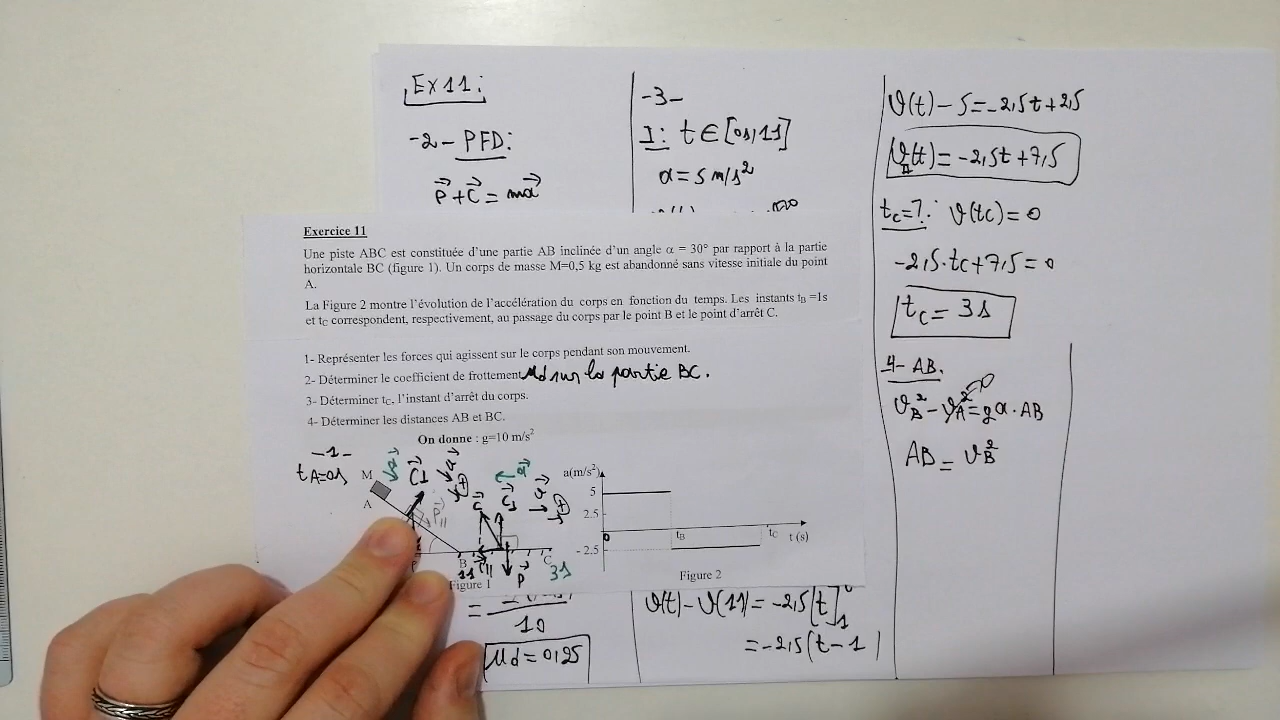 Ex 11:
-2- PFD:
P + C = ma
-3-
I: t ∈ [0s,1s]
a = 5 m/s²
v(t) - 5 = -2,5t + 2,5
v(t) = -2,5t + 7,5
tc = ? : v(tc) = 0
-2,5.tc + 7,5 = 0
tc = 3s
4- AB.
vB² - vA² = 2a.AB
AB = vB²
Exercice 11
Une piste ABC est constituée d'une partie AB inclinée d'un angle α = 30° par rapport à la partie
horizontale BC (figure 1). Un corps de masse M=0,5 kg est abandonné sans vitesse initiale du point
A.
La Figure 2 montre l'évolution de l'accélération du corps en fonction du temps. Les instants tB =1s
et tC correspondent, respectivement, au passage du corps par le point B et le point d'arrêt C.
1- Représenter les forces qui agissent sur le corps pendant son mouvement.
2- Déterminer le coefficient de frottement μd sur la partie BC.
3- Déterminer tC, l'instant d'arrêt du corps.
4- Déterminer les distances AB et BC.
On donne : g=10 m/s²
-1-
tA=0s
M
A
B
C
1s
3s
P
Figure 1
a(m/s²)
5
2.5
0
- 2.5
tB
tC
t (s)
Figure 2
10
μd = 0,25
v(t) - v(1) = -2,5[t]
= -2,5(t - 1)